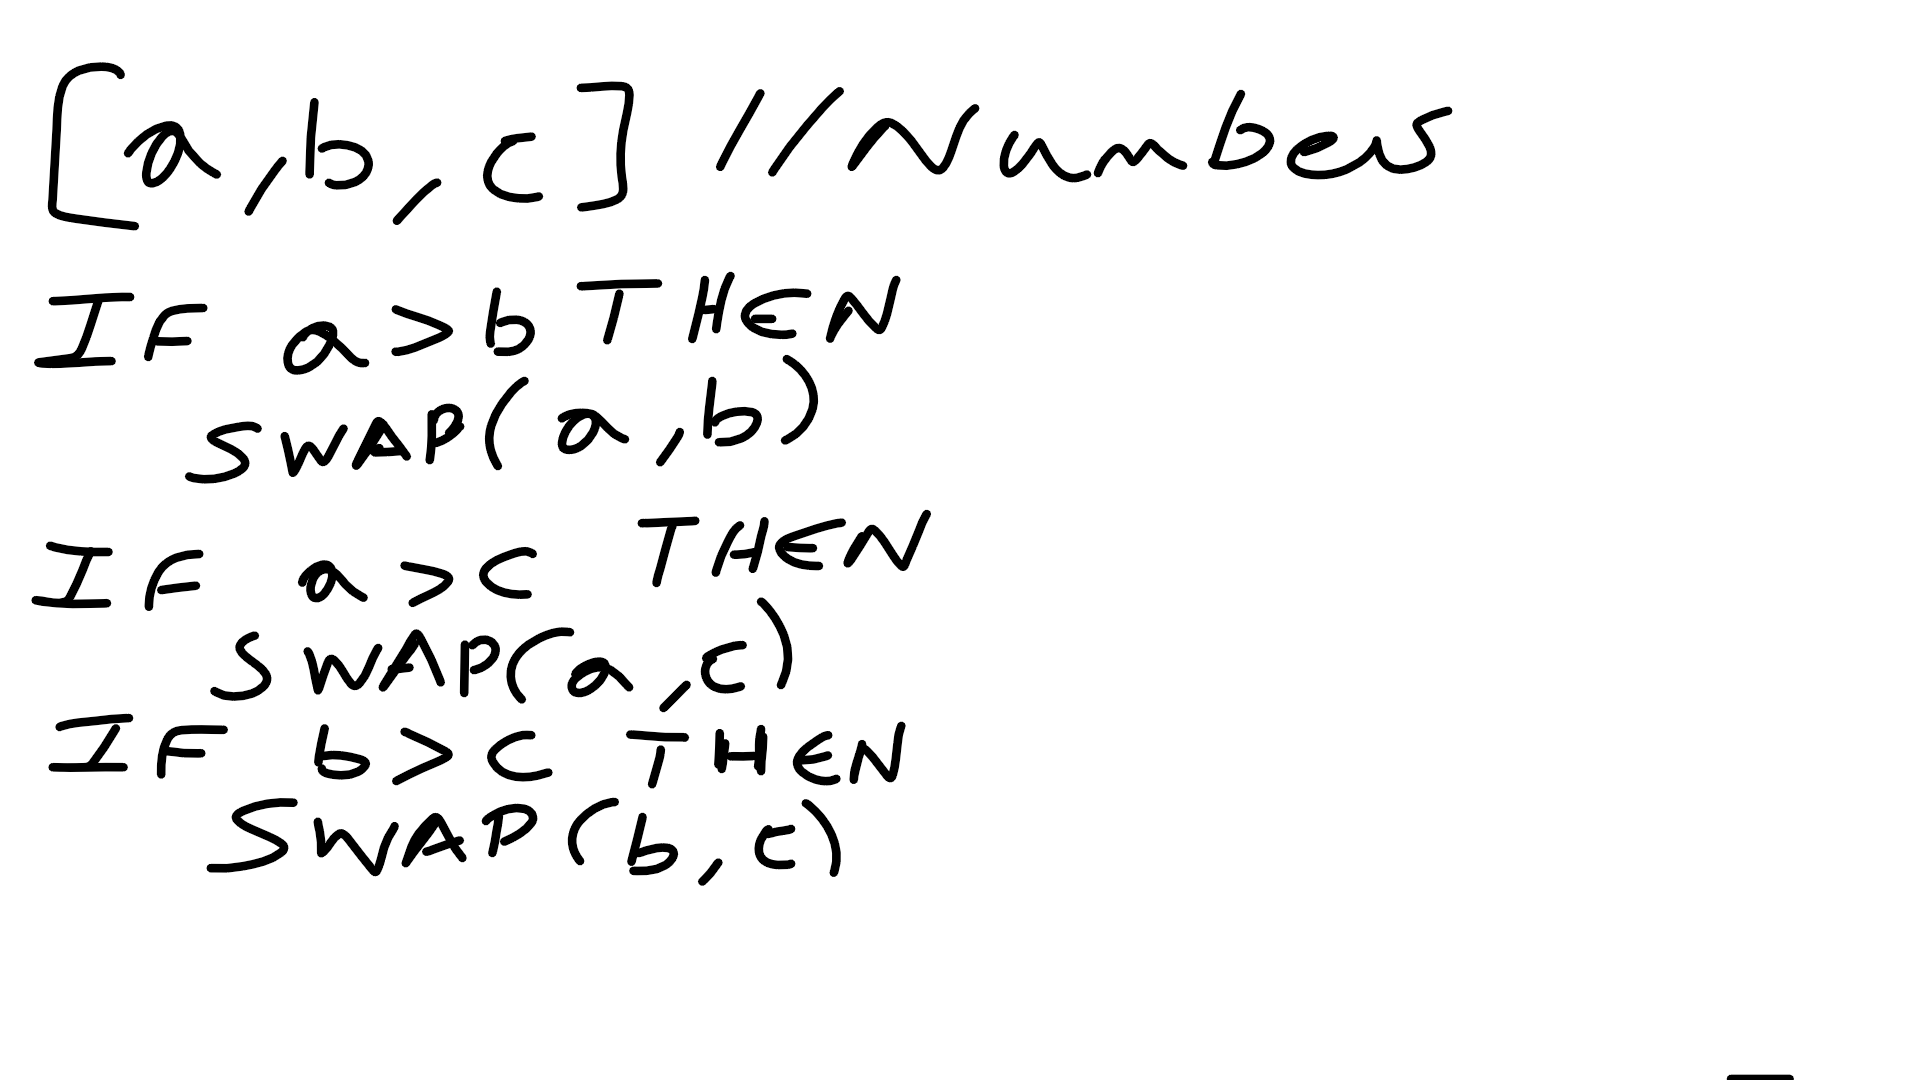 [a,b,c] //Numbers
IF a>b THEN
SWAP(a,b)
IF a>c THEN
SWAP(a,c)
IF b>c THEN
SWAP(b,c)